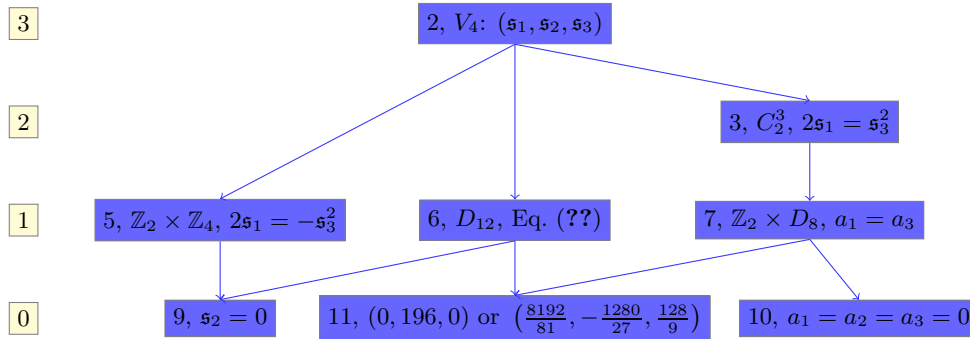 3
2, V₄: (𝔰₁, 𝔰₂, 𝔰₃)
2
3, C₂³, 2𝔰₁ = 𝔰₃²
1
5, ℤ₂ × ℤ₄, 2𝔰₁ = −𝔰₃²
6, D₁₂, Eq. (??)
7, ℤ₂ × D₈, a₁ = a₃
0
9, 𝔰₂ = 0
11, (0, 196, 0) or (8192/81, −1280/27, 128/9)
10, a₁ = a₂ = a₃ = 0